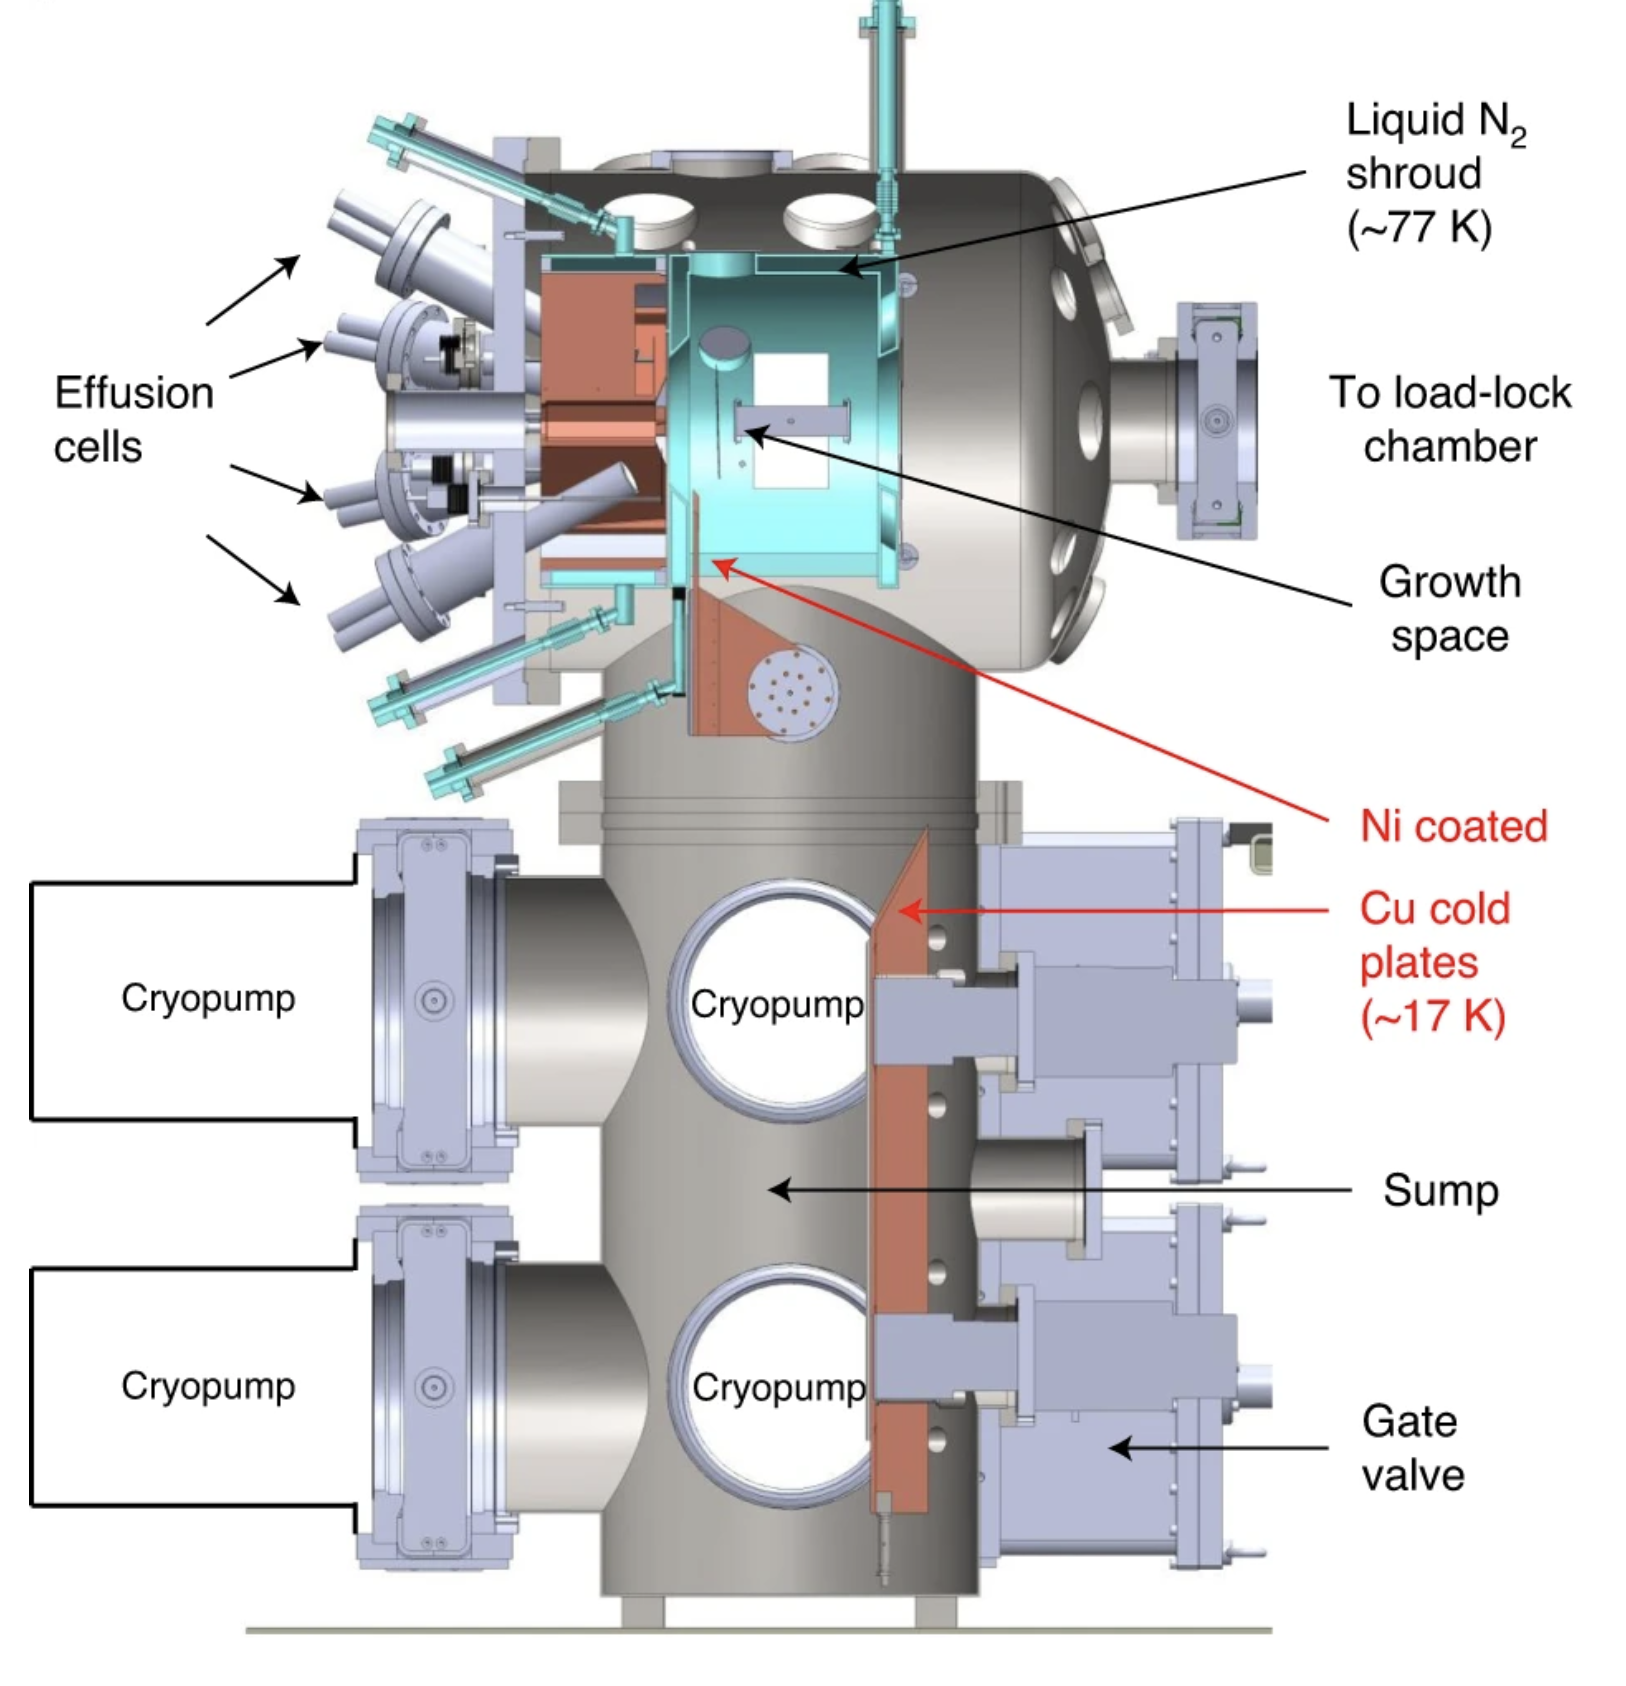 Liquid N₂
shroud
(~77 K)
Effusion
cells
To load-lock
chamber
Growth
space
Ni coated
Cu cold
plates
(~17 K)
Cryopump
Cryopump
Sump
Cryopump
Cryopump
Gate
valve